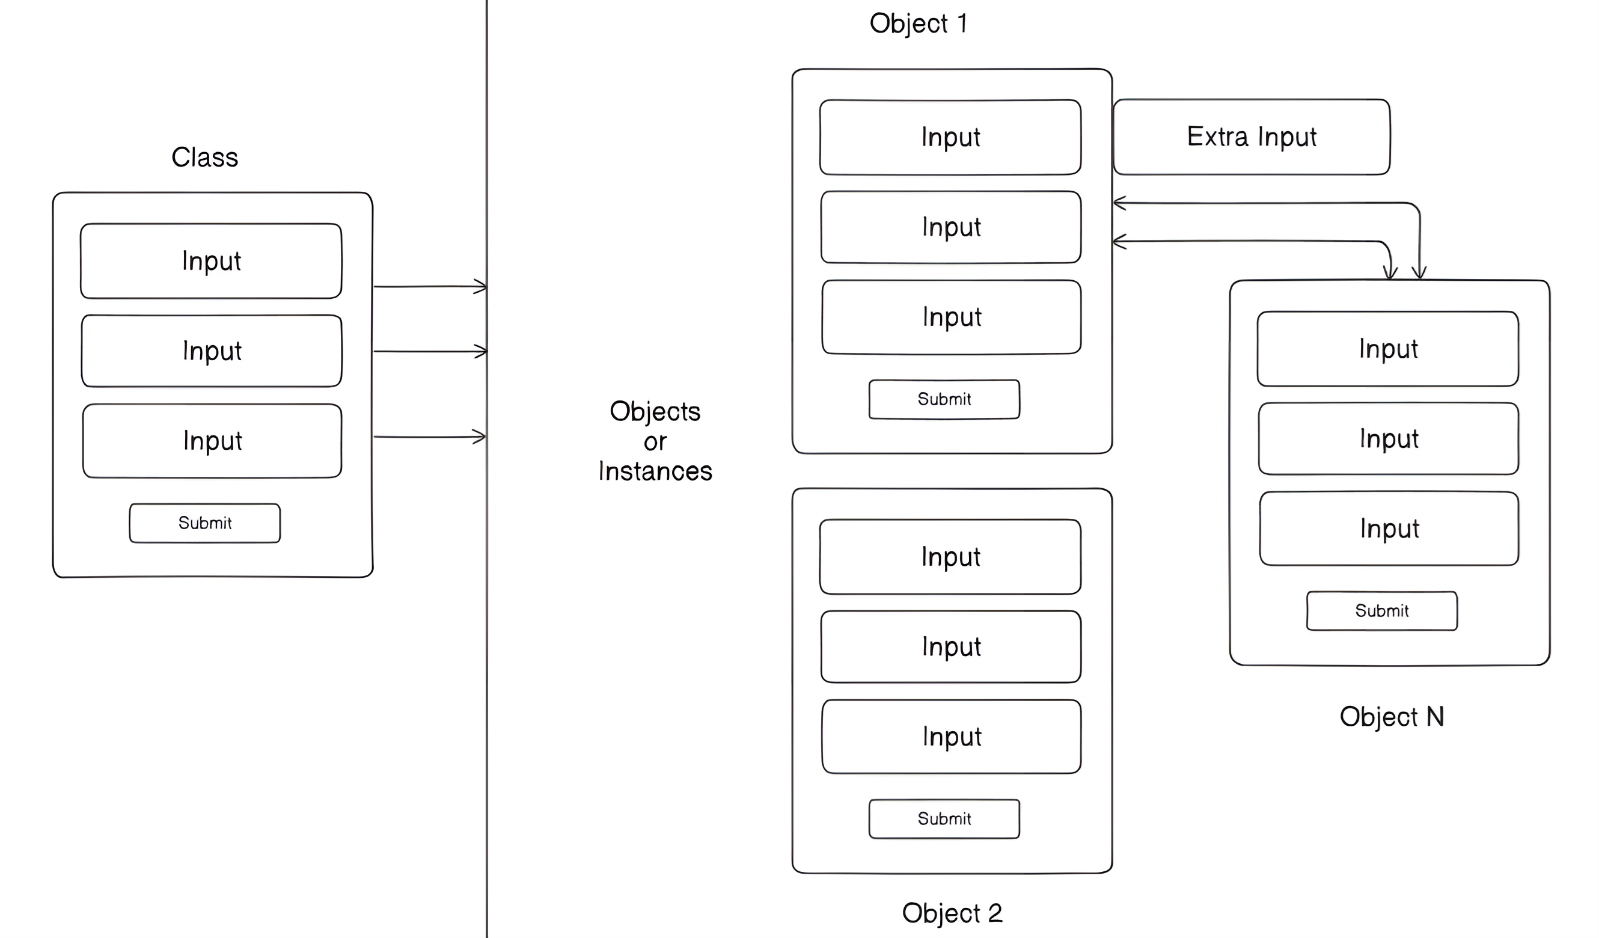 Class
Input
Input
Input
Submit
Objects
or
Instances
Object 1
Input
Extra Input
Input
Input
Submit
Input
Input
Input
Submit
Object 2
Input
Input
Input
Submit
Object N